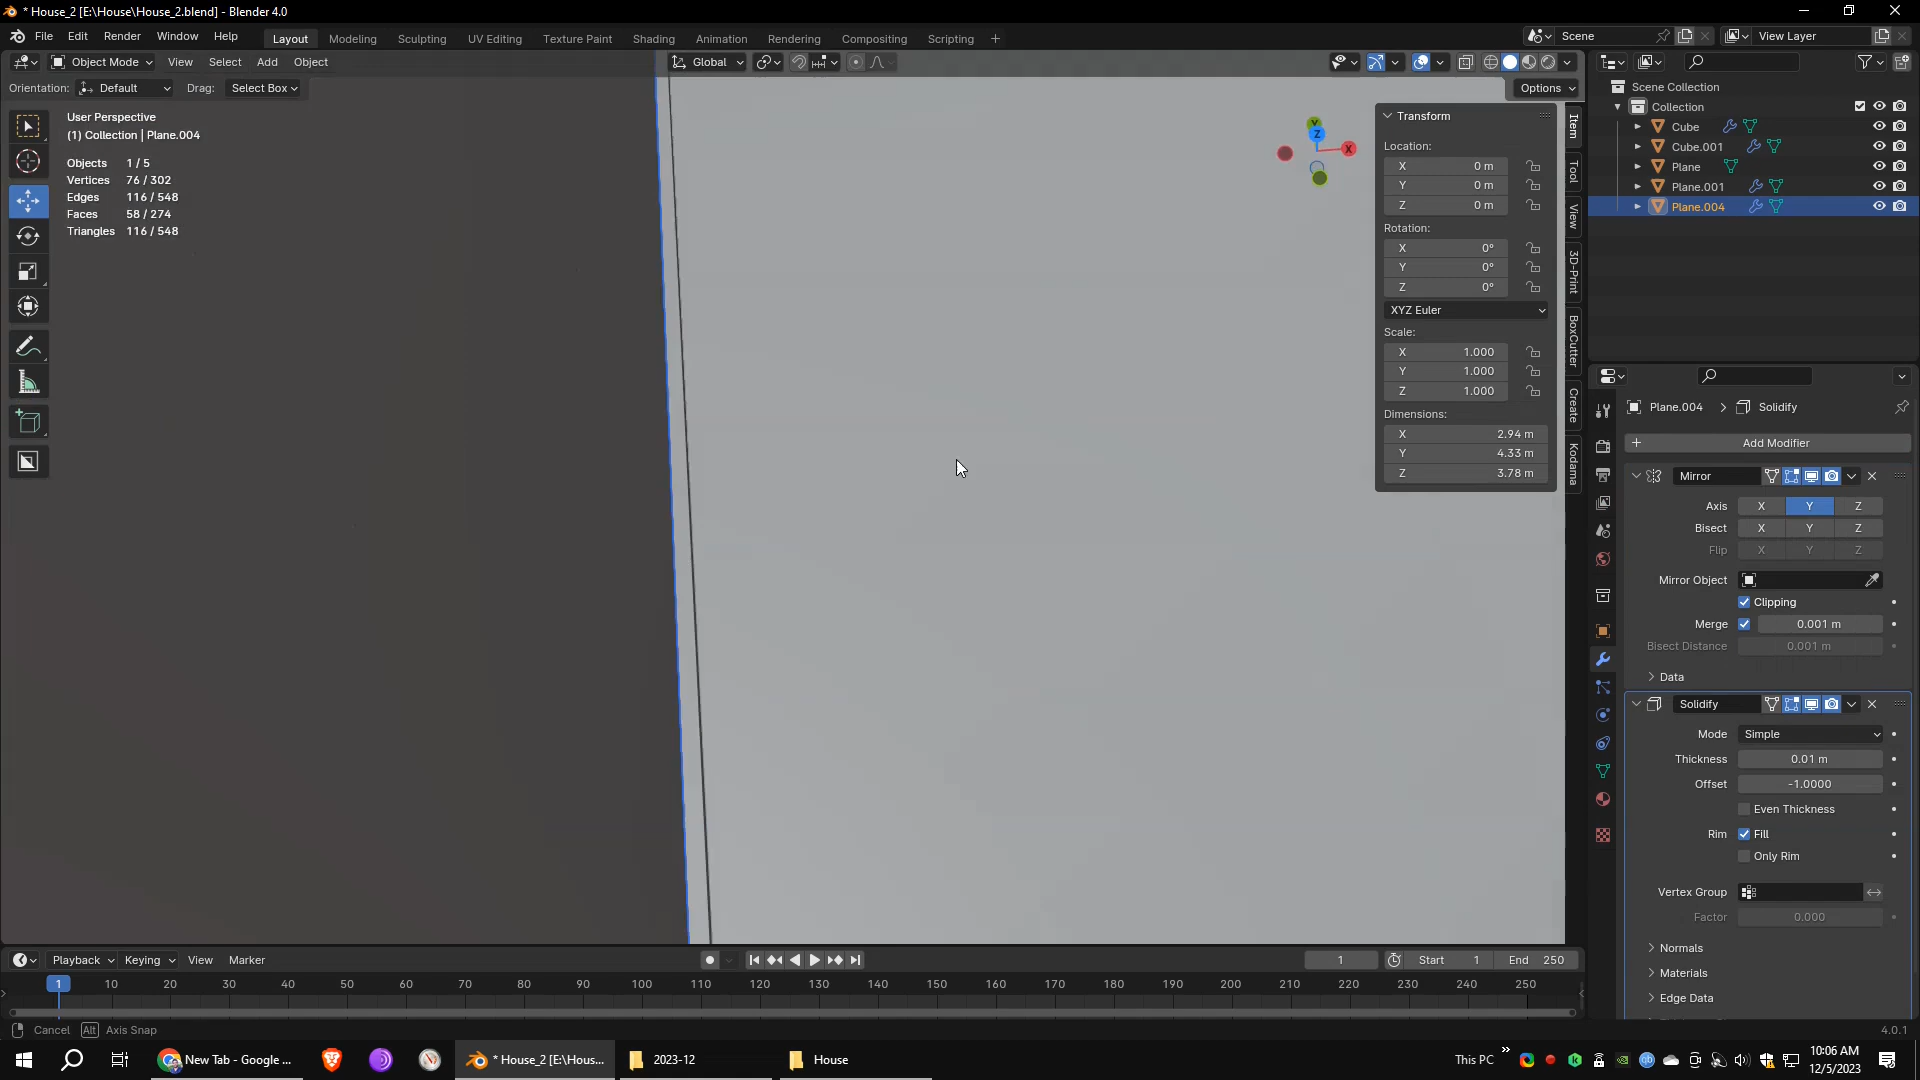 * House_2 [E:\House\House_2.blend] - Blender 4.0
File Edit Render Window Help
Layout Modeling Sculpting UV Editing Texture Paint Shading Animation Rendering Compositing Scripting +
Scene
View Layer
Object Mode View Select Add Object
Global
Orientation: Default Drag: Select Box
Options
User Perspective
(1) Collection | Plane.004
Objects 1 / 5
Vertices 76 / 302
Edges 116 / 548
Faces 58 / 274
Triangles 116 / 548
Y
Z
X
Transform
Location:
X 0 m
Y 0 m
Z 0 m
Rotation:
X 0°
Y 0°
Z 0°
XYZ Euler
Scale:
X 1.000
Y 1.000
Z 1.000
Dimensions:
X 2.94 m
Y 4.33 m
Z 3.78 m
Item
Tool
View
3D-Print
BoxCutter
Create
Kodama
Scene Collection
Collection
Cube
Cube.001
Plane
Plane.001
Plane.004
Plane.004 > Solidify
+ Add Modifier
Mirror
Axis X Y Z
Bisect X Y Z
Flip X Y Z
Mirror Object
Clipping
Merge 0.001 m
Bisect Distance 0.001 m
Data
Solidify
Mode Simple
Thickness 0.01 m
Offset -1.0000
Even Thickness
Rim Fill
Only Rim
Vertex Group
Factor 0.000
Normals
Materials
Edge Data
Playback Keying View Marker
1
Start 1
End 250
1 10 20 30 40 50 60 70 80 90 100 110 120 130 140 150 160 170 180 190 200 210 220 230 240 250
Cancel Alt Axis Snap
4.0.1
New Tab - Google ...
* House_2 [E:\Hous...
2023-12
House
This PC
10:06 AM
12/5/2023